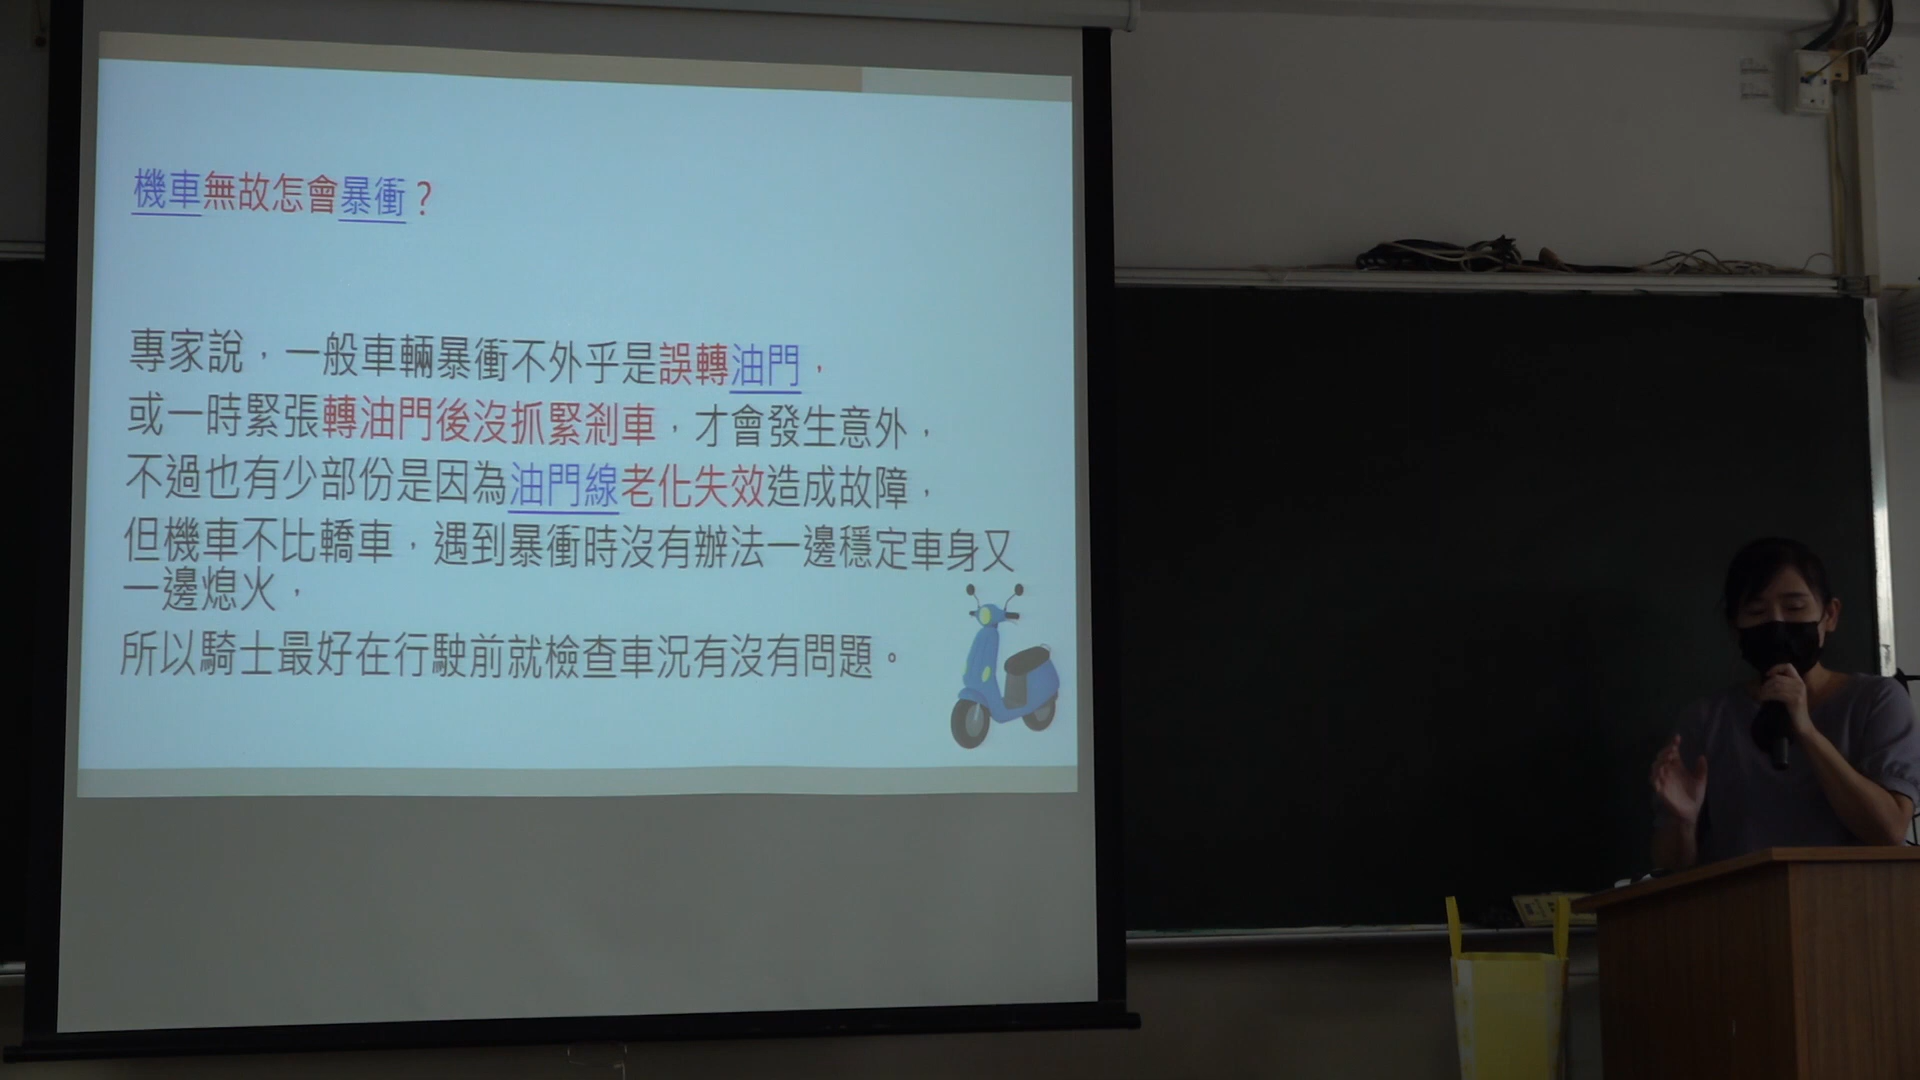 機車無故怎會暴衝？
專家說，一般車輛暴衝不外乎是誤轉油門，
或一時緊張轉油門後沒抓緊剎車，才會發生意外，
不過也有少部份是因為油門線老化失效造成故障，
但機車不比轎車，遇到暴衝時沒有辦法一邊穩定車身又
一邊熄火，
所以騎士最好在行駛前就檢查車況有沒有問題。